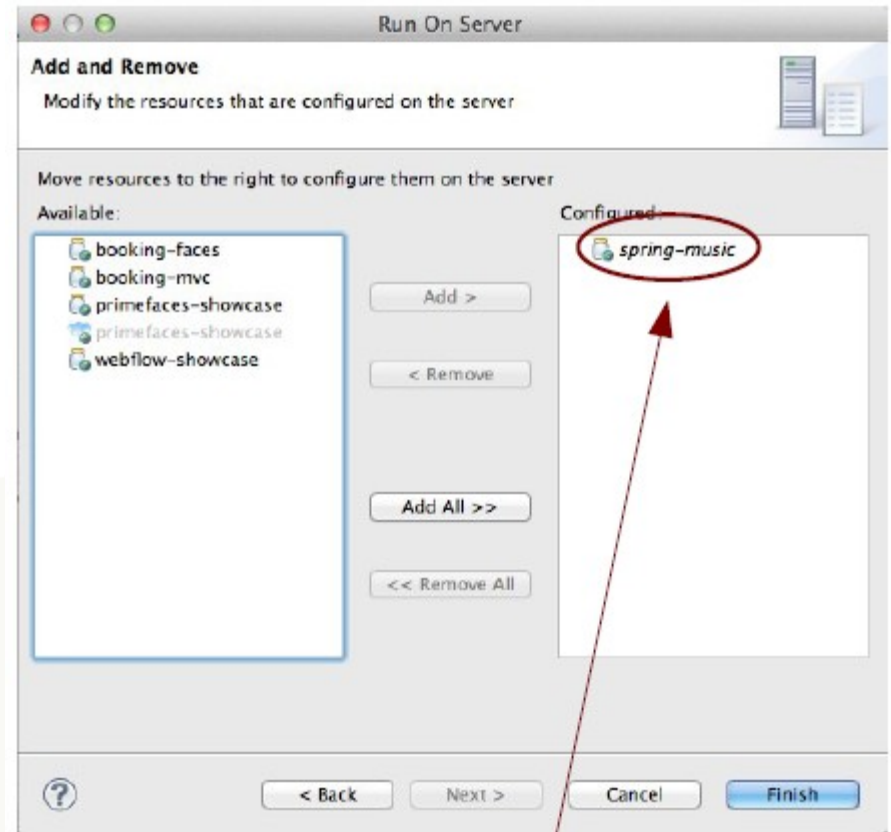 Run On Server
Add and Remove
Modify the resources that are configured on the server
Move resources to the right to configure them on the server
Available:
Configured:
booking-faces
booking-mvc
primefaces-showcase
primefaces-showcase
webflow-showcase
spring-music
Add >
< Remove
Add All >>
<< Remove All
?
< Back
Next >
Cancel
Finish